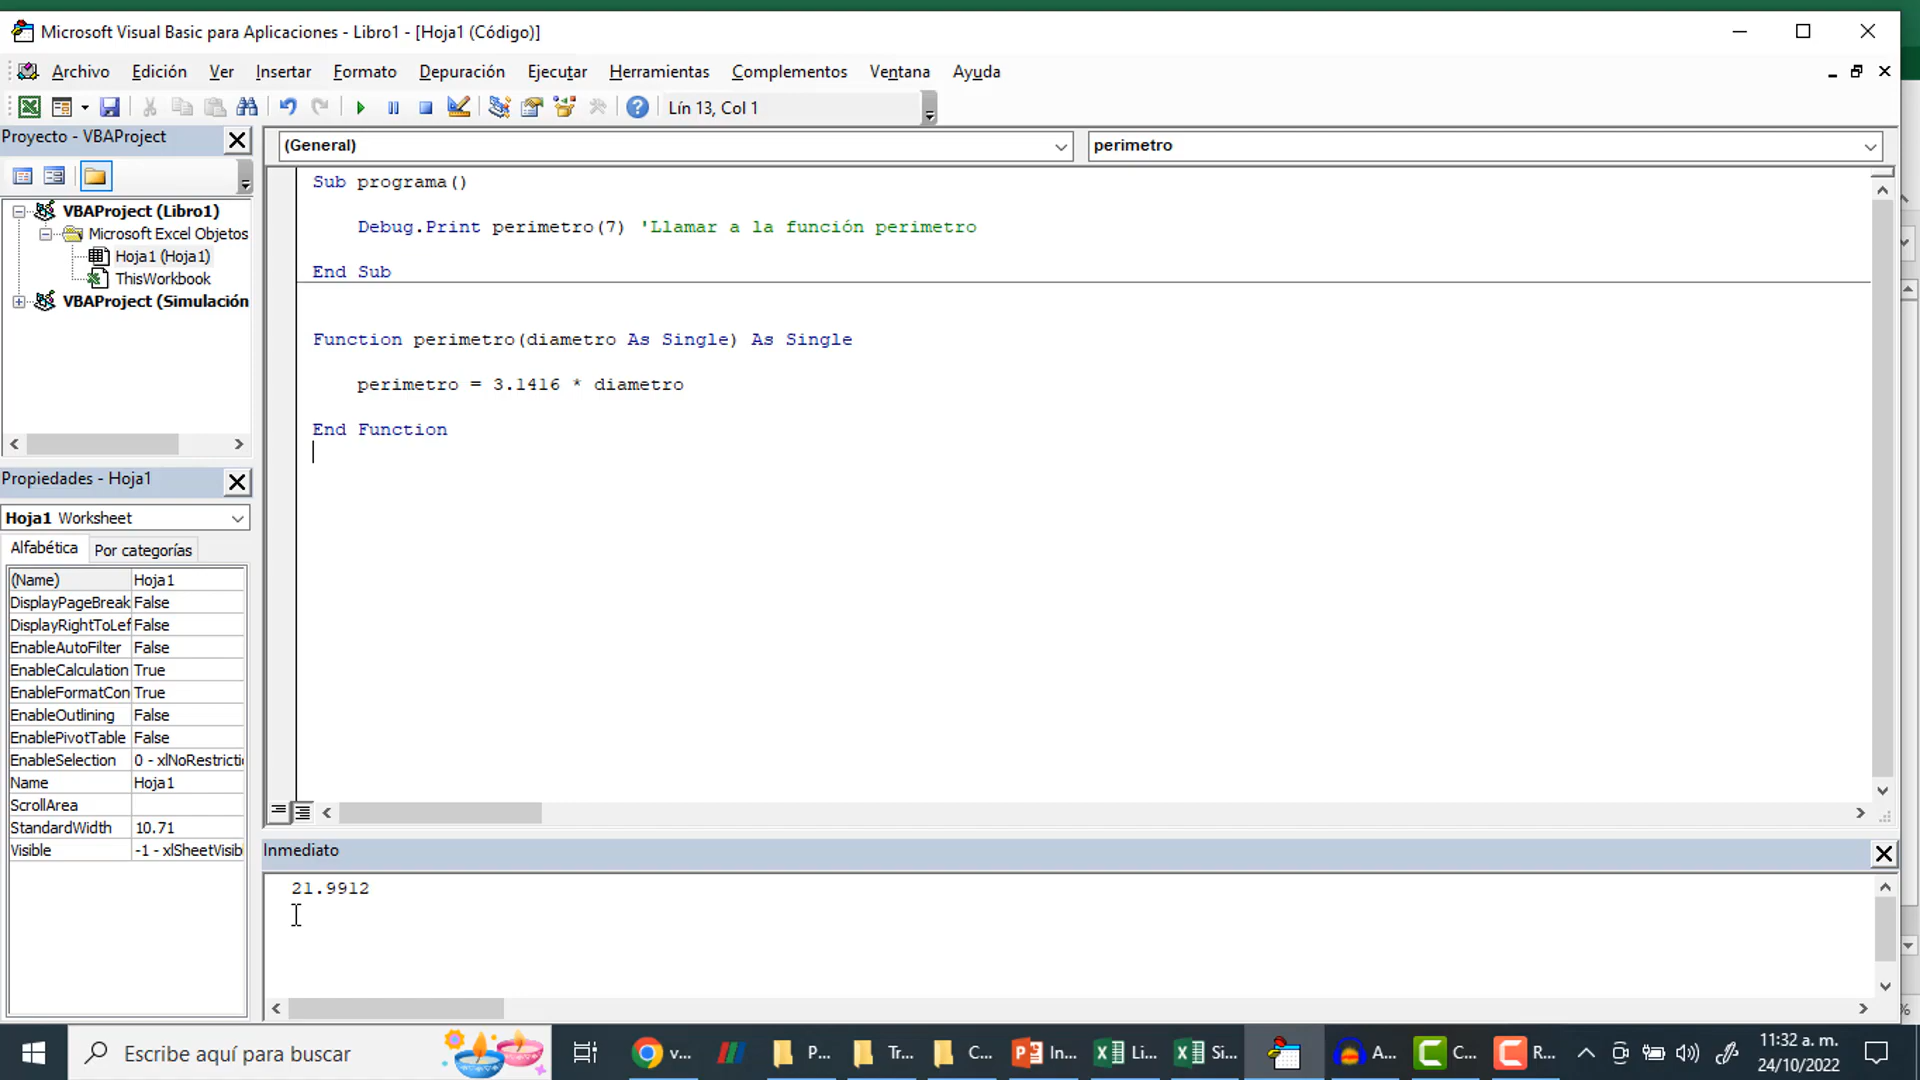 Microsoft Visual Basic para Aplicaciones - Libro1 - [Hoja1 (Código)]
Archivo Edición Ver Insertar Formato Depuración Ejecutar Herramientas Complementos Ventana Ayuda
Lín 13, Col 1
Proyecto - VBAProject
VBAProject (Libro1)
Microsoft Excel Objetos
Hoja1 (Hoja1)
ThisWorkbook
VBAProject (Simulación
Propiedades - Hoja1
Hoja1 Worksheet
Alfabética Por categorías
(Name) Hoja1
DisplayPageBreak False
DisplayRightToLef False
EnableAutoFilter False
EnableCalculation True
EnableFormatCon True
EnableOutlining False
EnablePivotTable False
EnableSelection 0 - xlNoRestrictio
Name Hoja1
ScrollArea
StandardWidth 10.71
Visible -1 - xlSheetVisib
(General) perimetro
Sub programa()
Debug.Print perimetro(7) 'Llamar a la función perimetro
End Sub
Function perimetro(diametro As Single) As Single
perimetro = 3.1416 * diametro
End Function
Inmediato
21.9912
%
Escribe aquí para buscar
v... P... Tr... C... In... Li... Si... A... C... R...
11:32 a. m.
24/10/2022